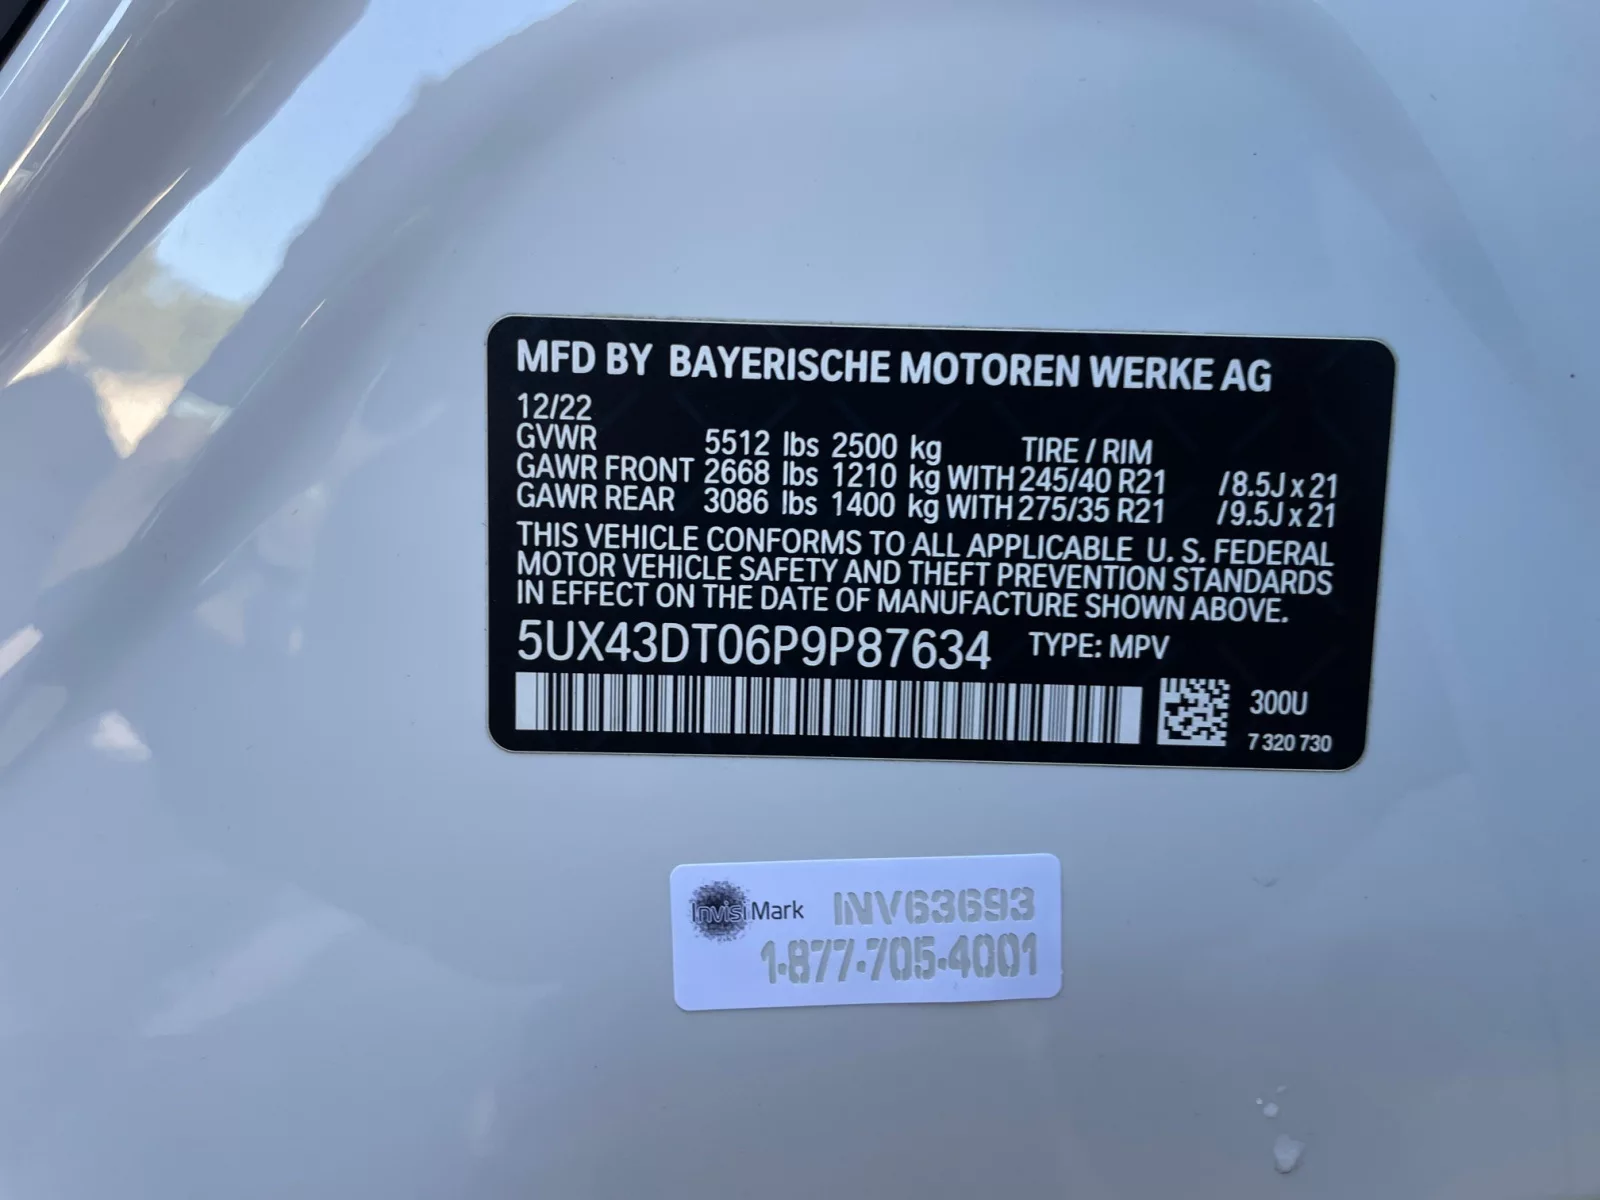 MFD BY BAYERISCHE MOTOREN WERKE AG
12/22
GVWR 5512 lbs 2500 kg TIRE / RIM
GAWR FRONT 2668 lbs 1210 kg WITH 245/40 R21 /8.5J x 21
GAWR REAR 3086 lbs 1400 kg WITH 275/35 R21 /9.5J x 21
THIS VEHICLE CONFORMS TO ALL APPLICABLE U. S. FEDERAL
MOTOR VEHICLE SAFETY AND THEFT PREVENTION STANDARDS
IN EFFECT ON THE DATE OF MANUFACTURE SHOWN ABOVE.
5UX43DT06P9P87634 TYPE: MPV
300U
7 320 730
InvisiMark INV63693
1-877-705-4001